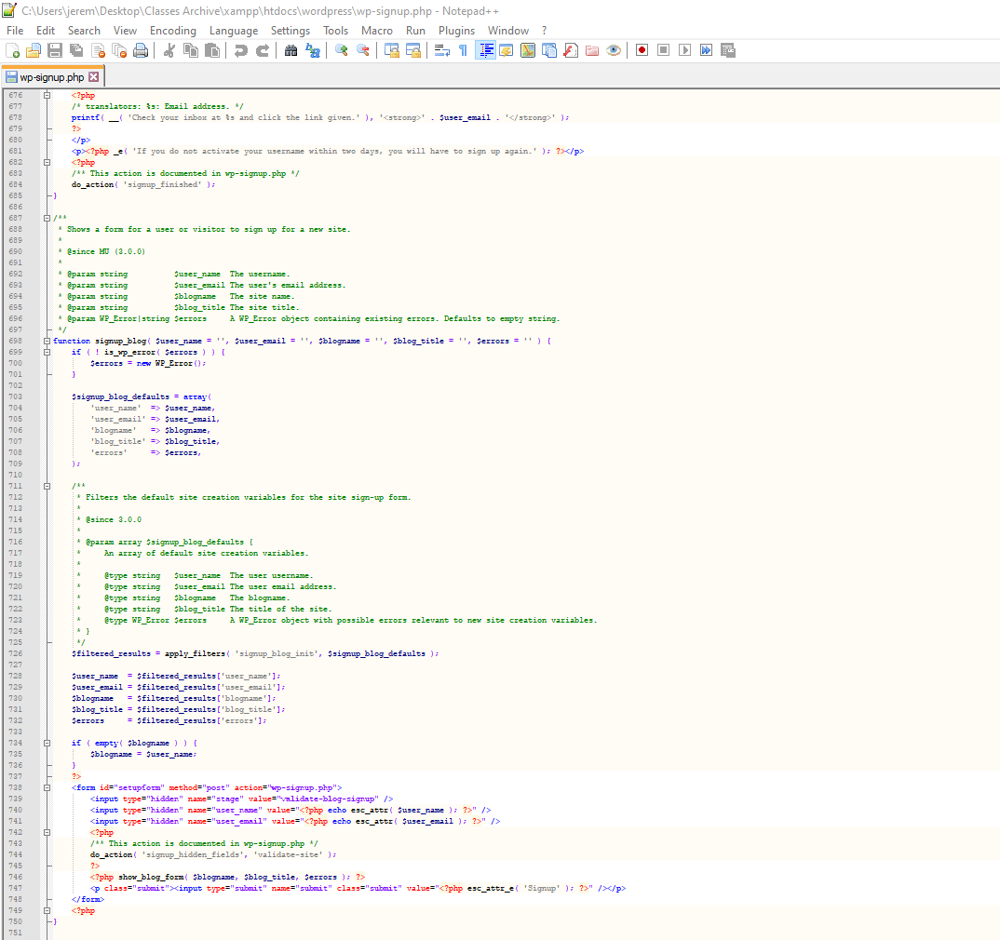 C:\Users\jerem\Desktop\Classes Archive\xampp\htdocs\wordpress\wp-signup.php - Notepad++
File Edit Search View Encoding Language Settings Tools Macro Run Plugins Window ?
wp-signup.php
676 <?php
677 /* translators: %s: Email address. */
678 printf( __( 'Check your inbox at %s and click the link given.' ), '<strong>' . $user_email . '</strong>' );
679 ?>
680 </p>
681 <p><?php _e( 'If you do not activate your username within two days, you will have to sign up again.' ); ?></p>
682 <?php
683 /** This action is documented in wp-signup.php */
684 do_action( 'signup_finished' );
685 }
686
687 /**
688 * Shows a form for a user or visitor to sign up for a new site.
689 *
690 * @since MU (3.0.0)
691 *
692 * @param string $user_name The username.
693 * @param string $user_email The user's email address.
694 * @param string $blogname The site name.
695 * @param string $blog_title The site title.
696 * @param WP_Error|string $errors A WP_Error object containing existing errors. Defaults to empty string.
697 */
698 function signup_blog( $user_name = '', $user_email = '', $blogname = '', $blog_title = '', $errors = '' ) {
699 if ( ! is_wp_error( $errors ) ) {
700 $errors = new WP_Error();
701 }
702
703 $signup_blog_defaults = array(
704 'user_name' => $user_name,
705 'user_email' => $user_email,
706 'blogname' => $blogname,
707 'blog_title' => $blog_title,
708 'errors' => $errors,
709 );
710
711 /**
712 * Filters the default site creation variables for the site sign-up form.
713 *
714 * @since 3.0.0
715 *
716 * @param array $signup_blog_defaults {
717 * An array of default site creation variables.
718 *
719 * @type string $user_name The user username.
720 * @type string $user_email The user email address.
721 * @type string $blogname The blogname.
722 * @type string $blog_title The title of the site.
723 * @type WP_Error $errors A WP_Error object with possible errors relevant to new site creation variables.
724 * }
725 */
726 $filtered_results = apply_filters( 'signup_blog_init', $signup_blog_defaults );
727
728 $user_name = $filtered_results['user_name'];
729 $user_email = $filtered_results['user_email'];
730 $blogname = $filtered_results['blogname'];
731 $blog_title = $filtered_results['blog_title'];
732 $errors = $filtered_results['errors'];
733
734 if ( empty( $blogname ) ) {
735 $blogname = $user_name;
736 }
737 ?>
738 <form id="setupform" method="post" action="wp-signup.php">
739 <input type="hidden" name="stage" value="validate-blog-signup" />
740 <input type="hidden" name="user_name" value="<?php echo esc_attr( $user_name ); ?>" />
741 <input type="hidden" name="user_email" value="<?php echo esc_attr( $user_email ); ?>" />
742 <?php
743 /** This action is documented in wp-signup.php */
744 do_action( 'signup_hidden_fields', 'validate-site' );
745 ?>
746 <?php show_blog_form( $blogname, $blog_title, $errors ); ?>
747 <p class="submit"><input type="submit" name="submit" class="submit" value="<?php esc_attr_e( 'Signup' ); ?>" /></p>
748 </form>
749 <?php
750 }
751